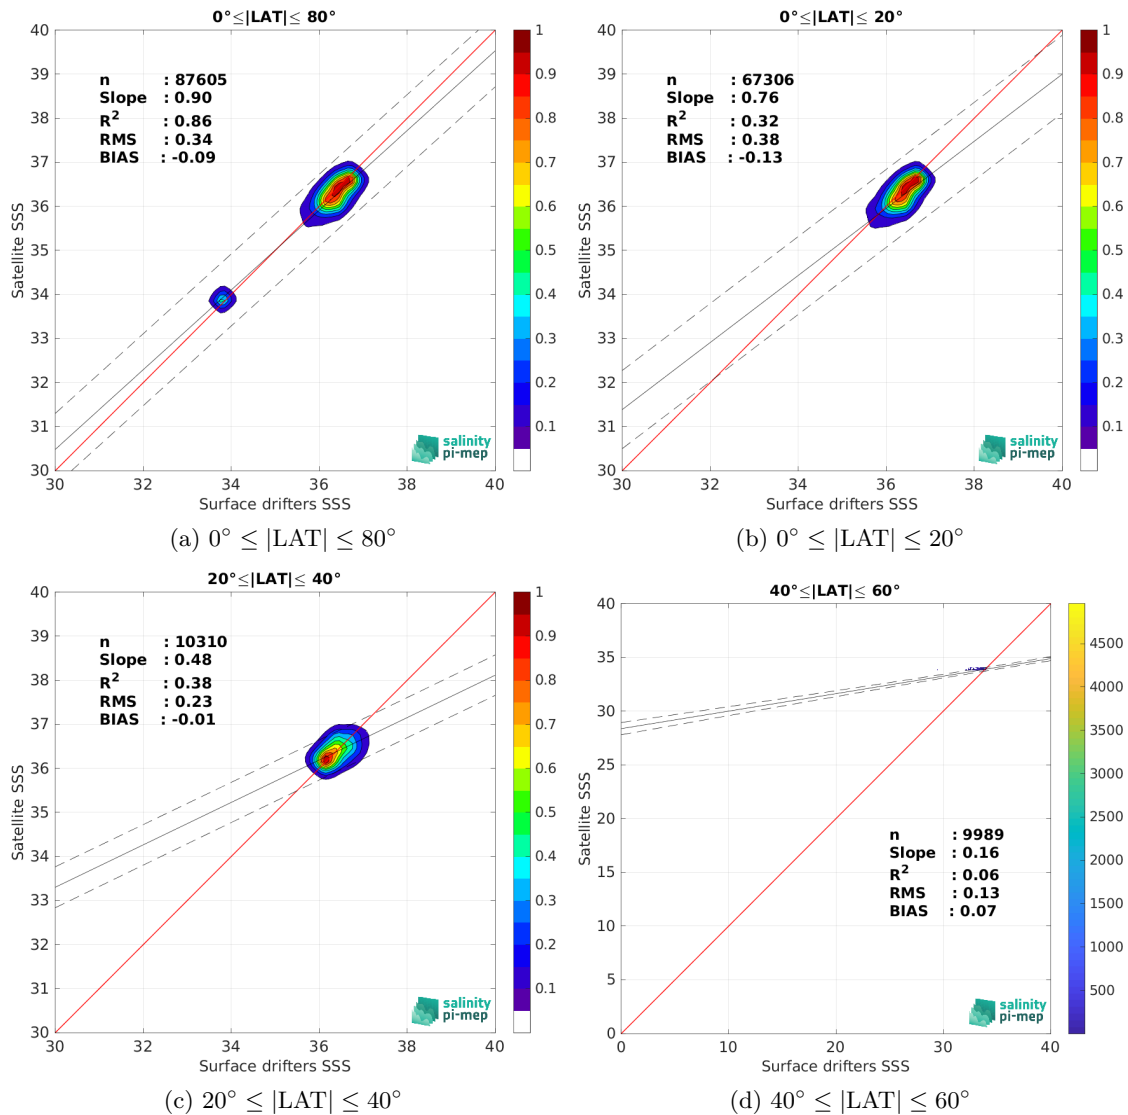 0°≤|LAT|≤ 80°
40
39
38
37
36
35
34
33
32
31
30
Satellite SSS
n : 87605
Slope : 0.90
R² : 0.86
RMS : 0.34
BIAS : -0.09
salinity
pi-mep
30 32 34 36 38 40
Surface drifters SSS
1
0.9
0.8
0.7
0.6
0.5
0.4
0.3
0.2
0.1
(a) 0° ≤ |LAT| ≤ 80°
0°≤|LAT|≤ 20°
40
39
38
37
36
35
34
33
32
31
30
Satellite SSS
n : 67306
Slope : 0.76
R² : 0.32
RMS : 0.38
BIAS : -0.13
salinity
pi-mep
30 32 34 36 38 40
Surface drifters SSS
1
0.9
0.8
0.7
0.6
0.5
0.4
0.3
0.2
0.1
(b) 0° ≤ |LAT| ≤ 20°
20°≤|LAT|≤ 40°
40
39
38
37
36
35
34
33
32
31
30
Satellite SSS
n : 10310
Slope : 0.48
R² : 0.38
RMS : 0.23
BIAS : -0.01
salinity
pi-mep
30 32 34 36 38 40
Surface drifters SSS
1
0.9
0.8
0.7
0.6
0.5
0.4
0.3
0.2
0.1
(c) 20° ≤ |LAT| ≤ 40°
40°≤|LAT|≤ 60°
40
35
30
25
20
15
10
5
0
Satellite SSS
n : 9989
Slope : 0.16
R² : 0.06
RMS : 0.13
BIAS : 0.07
salinity
pi-mep
0 10 20 30 40
Surface drifters SSS
4500
4000
3500
3000
2500
2000
1500
1000
500
(d) 40° ≤ |LAT| ≤ 60°